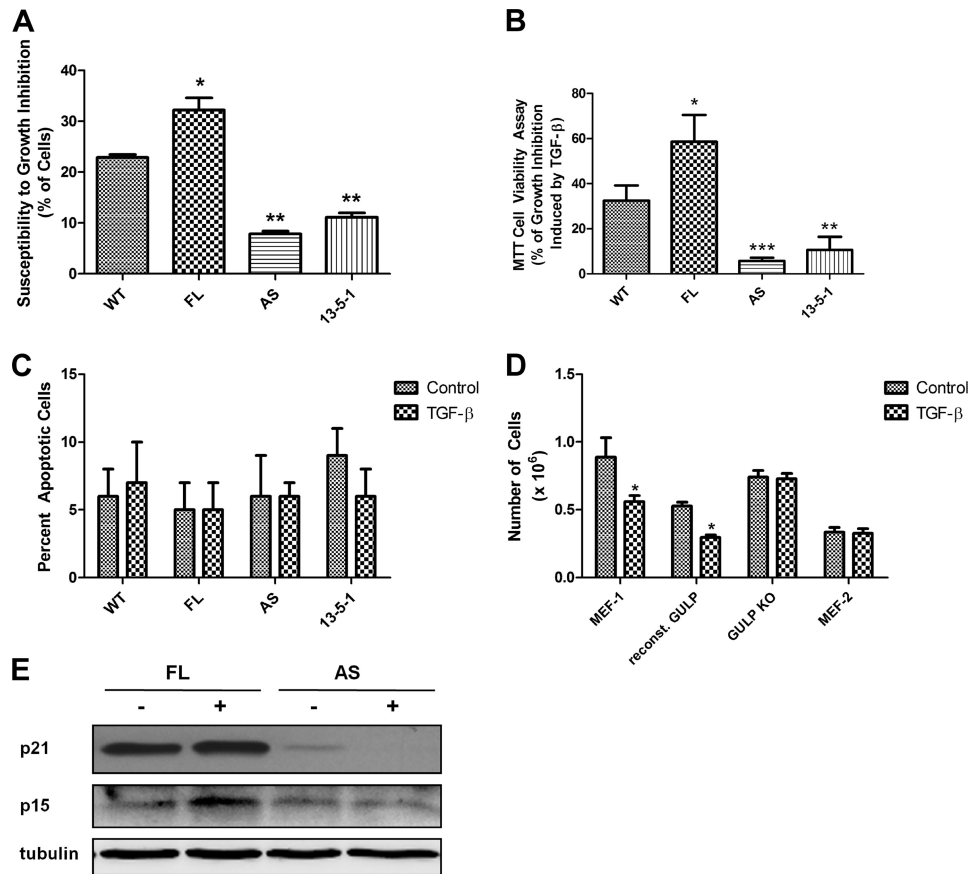 A
Susceptibility to Growth Inhibition
(% of Cells)
40
30
20
10
0
*
**
**
WT
FL
AS
13-5-1
B
MTT Cell Viability Assay
(% of Growth Inhibition
Induced by TGF-β)
80
60
40
20
0
*
***
**
WT
FL
AS
13-5-1
C
Percent Apoptotic Cells
15
10
5
0
Control
TGF-β
WT
FL
AS
13-5-1
D
Number of Cells
(x 10⁶)
1.5
1.0
0.5
0.0
*
*
Control
TGF-β
MEF-1
reconst. GULP
GULP KO
MEF-2
E
FL AS
- + - +
p21
p15
tubulin